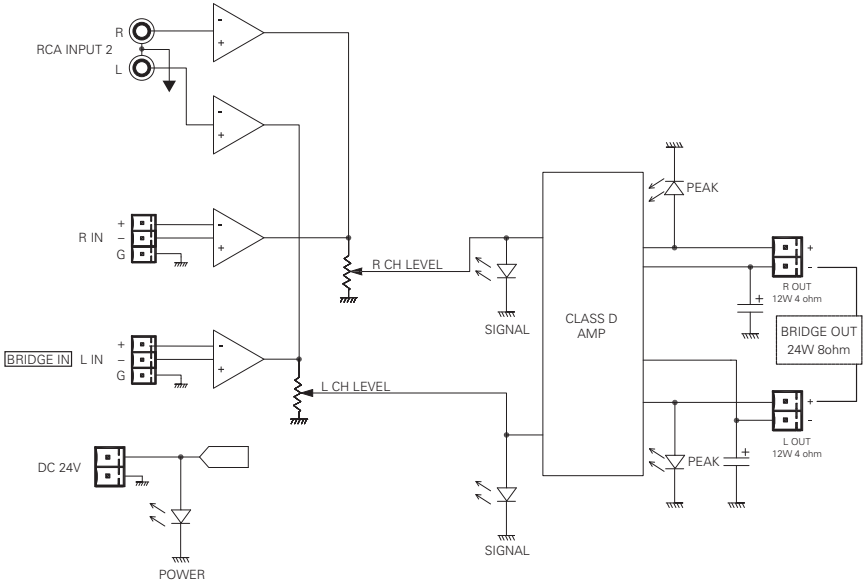 R
RCA INPUT 2
L
-
+
-
+
PEAK
R IN
+
–
G
-
+
R CH LEVEL
SIGNAL
CLASS D
AMP
+
-
R OUT
12W 4 ohm
+
BRIDGE OUT
24W 8ohm
BRIDGE IN
L IN
+
–
G
-
+
L CH LEVEL
+
-
L OUT
12W 4 ohm
PEAK
+
DC 24V
SIGNAL
POWER